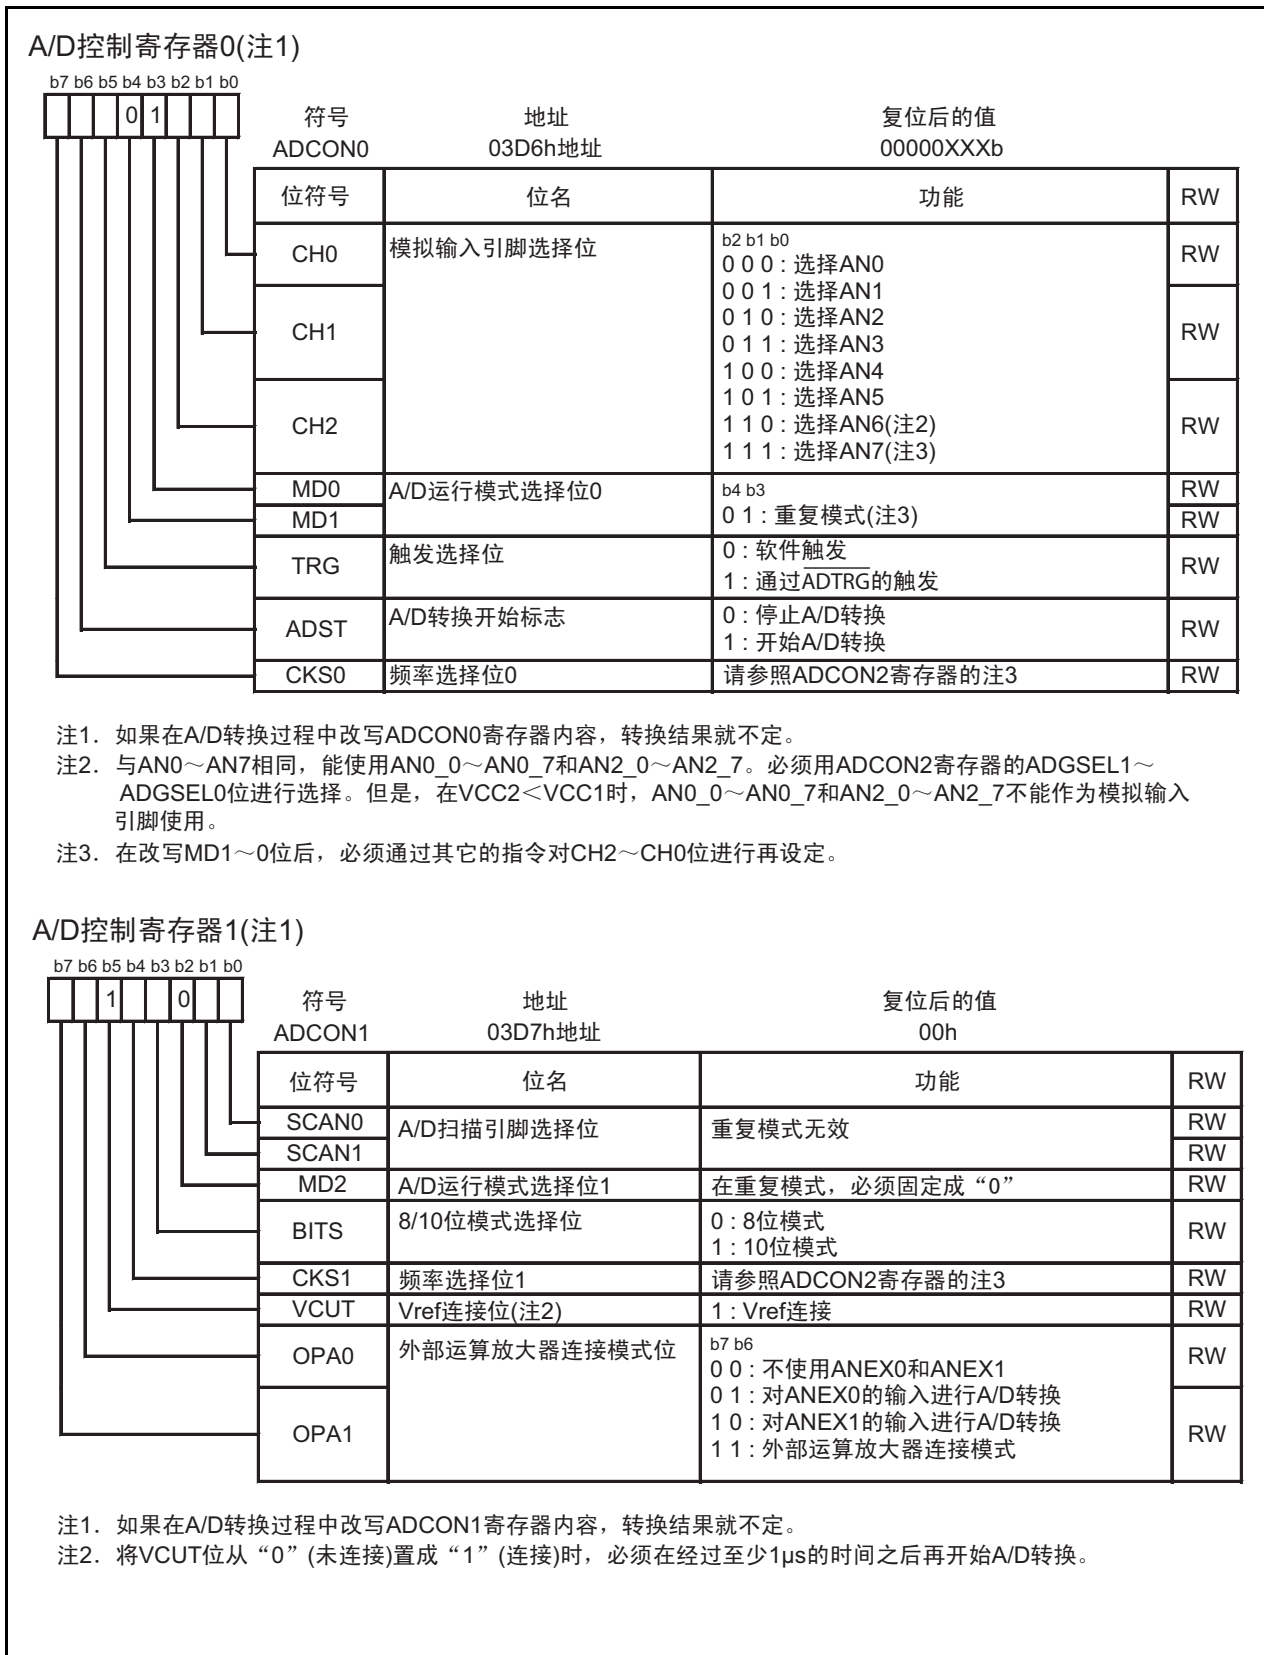 A/D控制寄存器0(注1)
b7 b6 b5 b4 b3 b2 b1 b0
0 1
符号 地址 复位后的值
ADCON0 03D6h地址 00000XXXb
位符号 位名 功能 RW
CH0 模拟输入引脚选择位 b2 b1 b0 RW
0 0 0 : 选择AN0
0 0 1 : 选择AN1
CH1 0 1 0 : 选择AN2 RW
0 1 1 : 选择AN3
1 0 0 : 选择AN4
1 0 1 : 选择AN5
CH2 1 1 0 : 选择AN6(注2) RW
1 1 1 : 选择AN7(注3)
MD0 A/D运行模式选择位0 b4 b3 RW
MD1 0 1 : 重复模式(注3) RW
TRG 触发选择位 0 : 软件触发 RW
1 : 通过ADTRG的触发
ADST A/D转换开始标志 0 : 停止A/D转换 RW
1 : 开始A/D转换
CKS0 频率选择位0 请参照ADCON2寄存器的注3 RW
注1. 如果在A/D转换过程中改写ADCON0寄存器内容，转换结果就不定。
注2. 与AN0～AN7相同，能使用AN0_0～AN0_7和AN2_0～AN2_7。必须用ADCON2寄存器的ADGSEL1～
ADGSEL0位进行选择。但是，在VCC2＜VCC1时，AN0_0～AN0_7和AN2_0～AN2_7不能作为模拟输入
引脚使用。
注3. 在改写MD1～0位后，必须通过其它的指令对CH2～CH0位进行再设定。
A/D控制寄存器1(注1)
b7 b6 b5 b4 b3 b2 b1 b0
1 0
符号 地址 复位后的值
ADCON1 03D7h地址 00h
位符号 位名 功能 RW
SCAN0 A/D扫描引脚选择位 重复模式无效 RW
SCAN1 RW
MD2 A/D运行模式选择位1 在重复模式，必须固定成“0” RW
BITS 8/10位模式选择位 0 : 8位模式 RW
1 : 10位模式
CKS1 频率选择位1 请参照ADCON2寄存器的注3 RW
VCUT Vref连接位(注2) 1 : Vref连接 RW
OPA0 外部运算放大器连接模式位 b7 b6 RW
0 0 : 不使用ANEX0和ANEX1
0 1 : 对ANEX0的输入进行A/D转换
OPA1 1 0 : 对ANEX1的输入进行A/D转换 RW
1 1 : 外部运算放大器连接模式
注1. 如果在A/D转换过程中改写ADCON1寄存器内容，转换结果就不定。
注2. 将VCUT位从“0”(未连接)置成“1”(连接)时，必须在经过至少1μs的时间之后再开始A/D转换。